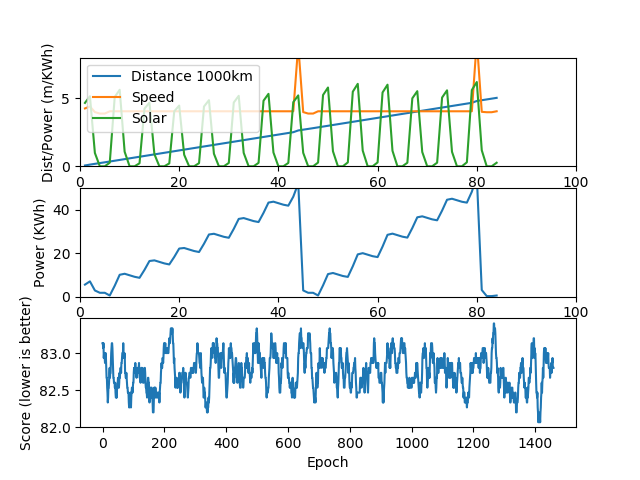 Dist/Power (m/KWh)
5
0
Distance 1000km
Speed
Solar
0 20 40 60 80 100
Power (KWh)
40
20
0
0 20 40 60 80 100
Score (lower is better)
83.0
82.5
82.0
0 200 400 600 800 1000 1200 1400
Epoch